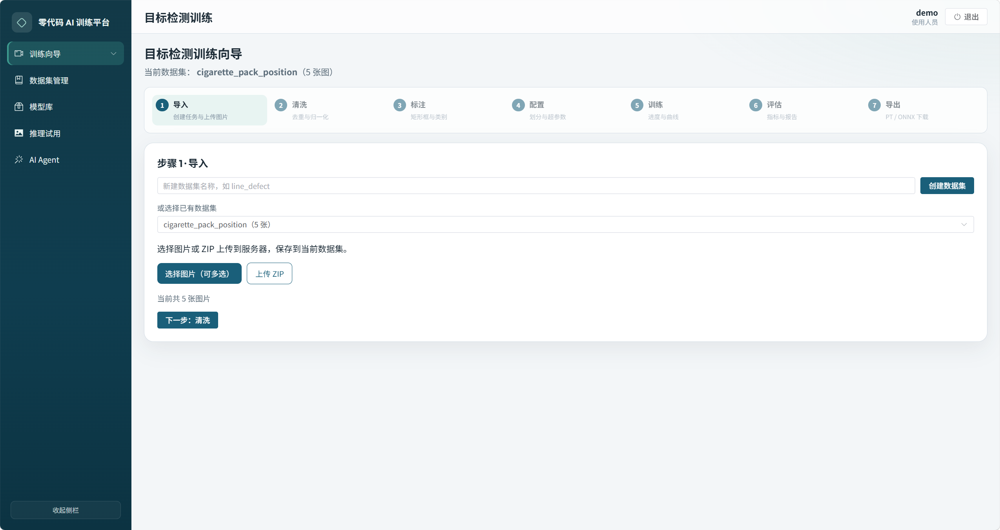 零代码 AI 训练平台
训练向导
数据集管理
模型库
推理试用
AI Agent
收起侧栏
目标检测训练
demo
使用人员
退出
目标检测训练向导
当前数据集： cigarette_pack_position（5 张图）
1 导入
创建任务与上传图片
2 清洗
去重与归一化
3 标注
矩形框与类别
4 配置
划分与超参数
5 训练
进度与曲线
6 评估
指标与报告
7 导出
PT / ONNX 下载
步骤 1 · 导入
新建数据集名称，如 line_defect
创建数据集
或选择已有数据集
cigarette_pack_position（5 张）
选择图片或 ZIP 上传到服务器，保存到当前数据集。
选择图片（可多选）
上传 ZIP
当前共 5 张图片
下一步：清洗